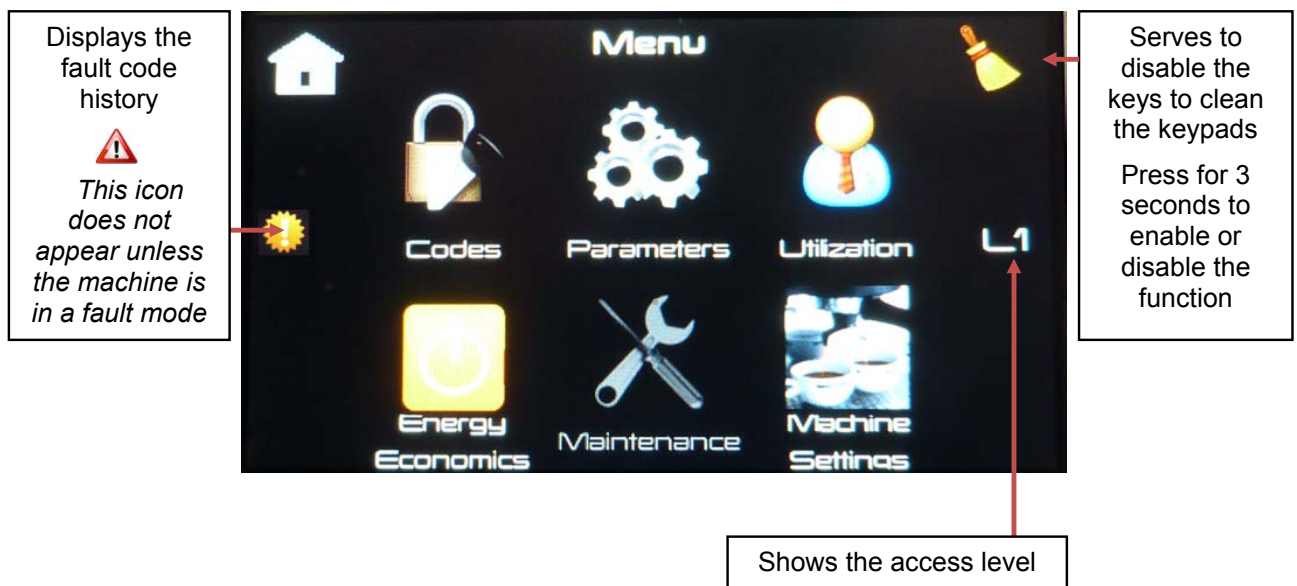 Displays the
fault code
history
This icon
does not
appear unless
the machine is
in a fault mode
Menu
Codes
Parameters
Utilization
L1
Energy
Economics
Maintenance
Machine
Settings
Serves to
disable the
keys to clean
the keypads
Press for 3
seconds to
enable or
disable the
function
Shows the access level